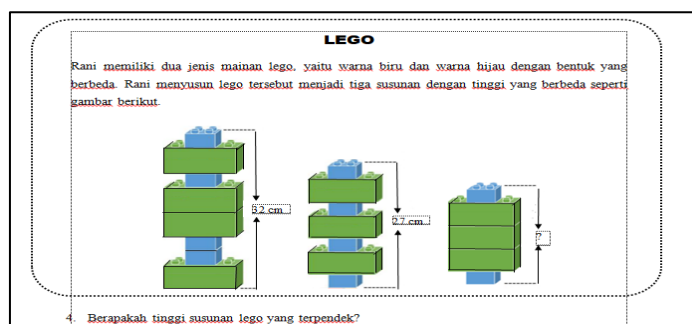 LEGO
Rani memiliki dua jenis mainan lego, yaitu warna biru dan warna hijau dengan bentuk yang
berbeda. Rani menyusun lego tersebut menjadi tiga susunan dengan tinggi yang berbeda seperti
gambar berikut.
32 cm
27 cm
?
4. Berapakah tinggi susunan lego yang terpendek?